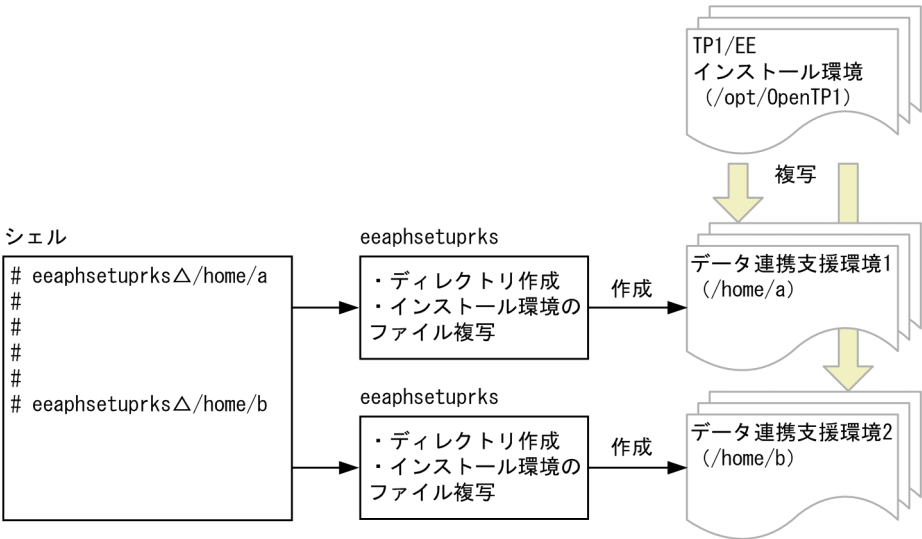 TP1/EE
インストール環境
(/opt/OpenTP1)
複写
シェル
# eeaphsetuprks△/home/a
#
#
#
#
# eeaphsetuprks△/home/b
eeaphsetuprks
・ディレクトリ作成
・インストール環境の
ファイル複写
作成
データ連携支援環境1
(/home/a)
eeaphsetuprks
・ディレクトリ作成
・インストール環境の
ファイル複写
作成
データ連携支援環境2
(/home/b)